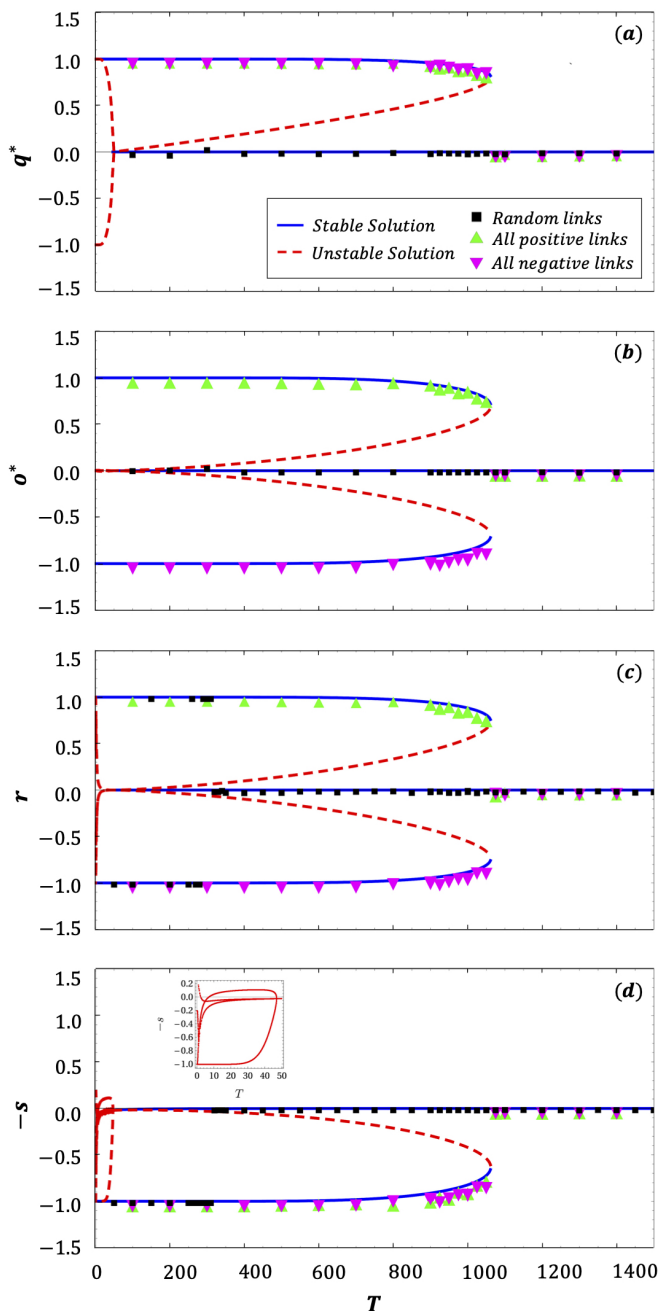 (a)
1.5
1.0
0.5
0.0
−0.5
−1.0
−1.5
q*
Stable Solution
Unstable Solution
Random links
All positive links
All negative links
(b)
1.5
1.0
0.5
0.0
−0.5
−1.0
−1.5
o*
(c)
1.5
1.0
0.5
0.0
−0.5
−1.0
−1.5
r
(d)
1.5
1.0
0.5
0.0
−0.5
−1.0
−1.5
−s
0.2
0.0
−0.2
−0.4
−0.6
−0.8
−1.0
−s
0 10 20 30 40 50
T
0 200 400 600 800 1000 1200 1400
T